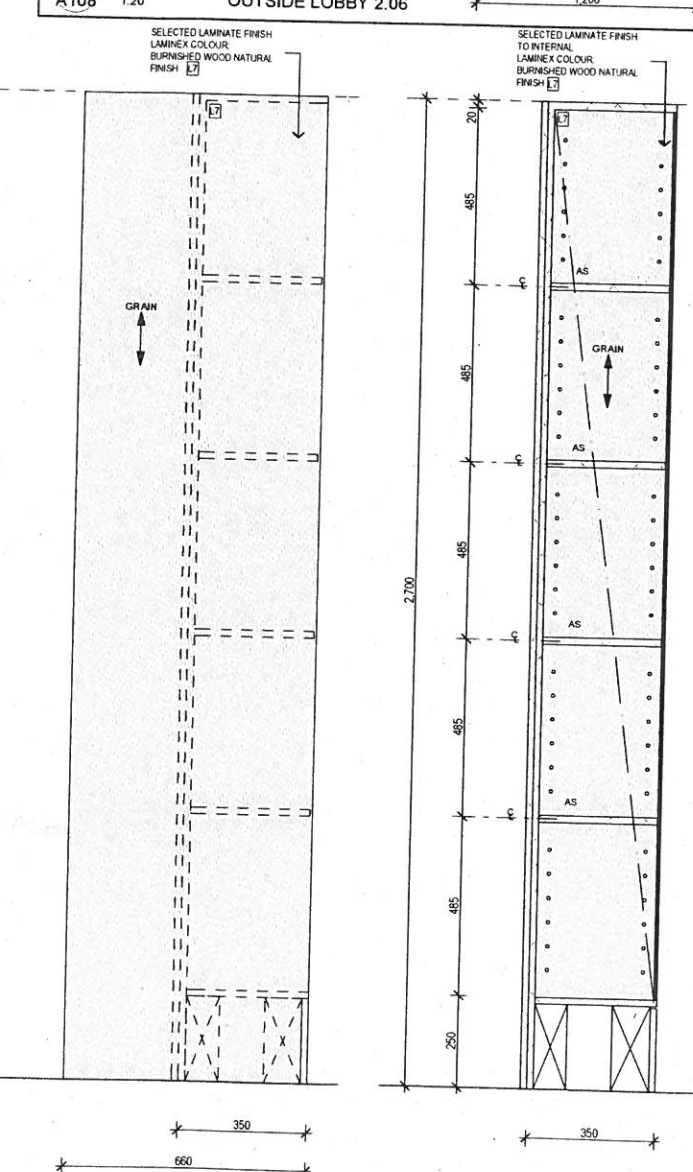 A108 1:20 OUTSIDE LOBBY 2.06 1,200
SELECTED LAMINATE FINISH
LAMINEX COLOUR
BURNISHED WOOD NATURAL
FINISH L7
L7
GRAIN
350
660
SELECTED LAMINATE FINISH
TO INTERNAL
LAMINEX COLOUR
BURNISHED WOOD NATURAL
FINISH L7
L7
20
485
AS
GRAIN
485
AS
485
2,700
AS
485
AS
485
250
350